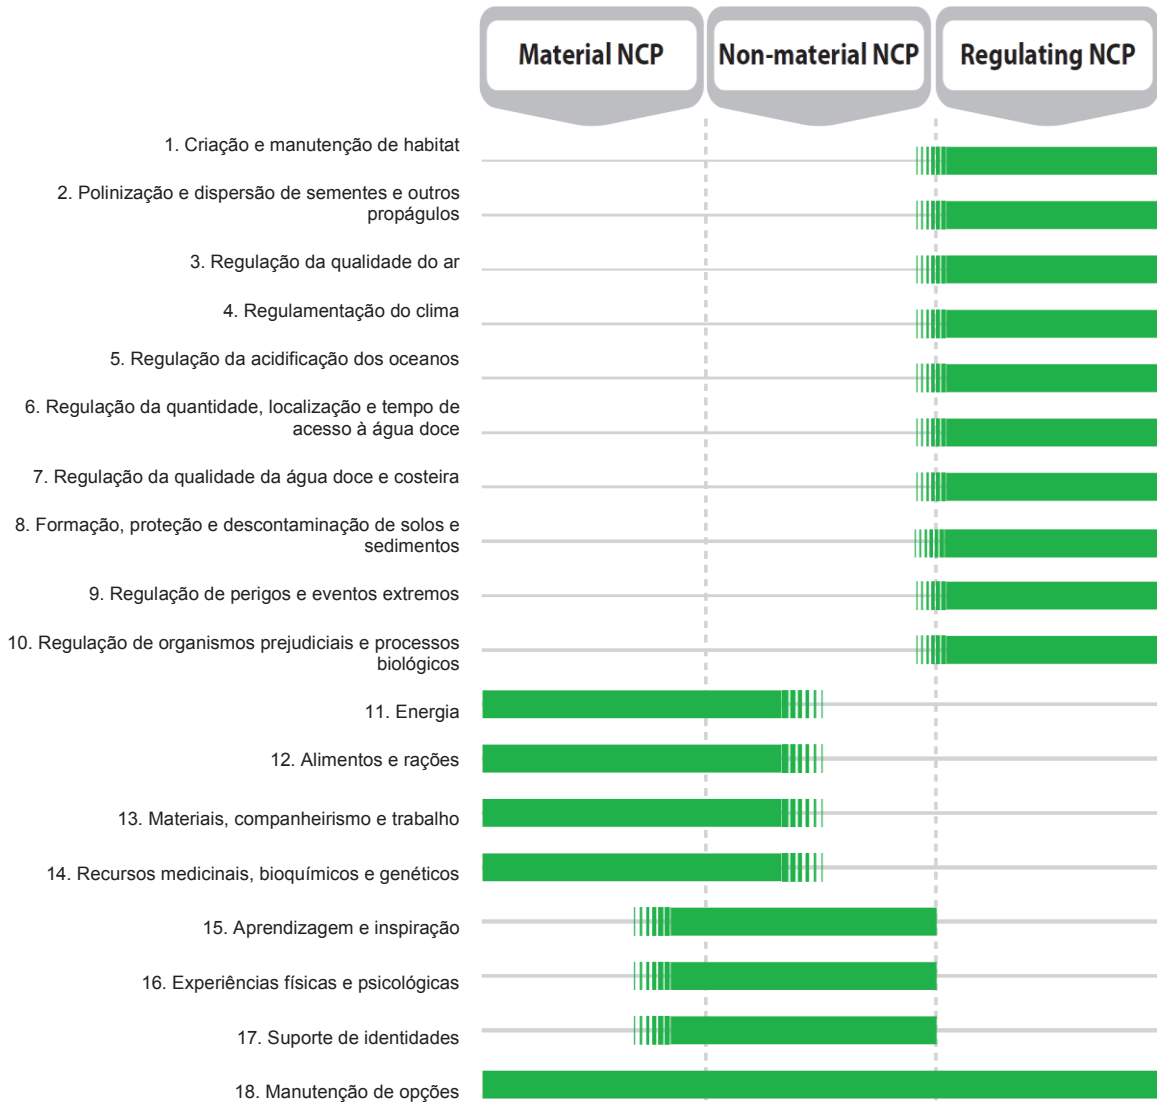 Material NCP
Non-material NCP
Regulating NCP
1. Criação e manutenção de habitat
2. Polinização e dispersão de sementes e outros
propágulos
3. Regulação da qualidade do ar
4. Regulamentação do clima
5. Regulação da acidificação dos oceanos
6. Regulação da quantidade, localização e tempo de
acesso à água doce
7. Regulação da qualidade da água doce e costeira
8. Formação, proteção e descontaminação de solos e
sedimentos
9. Regulação de perigos e eventos extremos
10. Regulação de organismos prejudiciais e processos
biológicos
11. Energia
12. Alimentos e rações
13. Materiais, companheirismo e trabalho
14. Recursos medicinais, bioquímicos e genéticos
15. Aprendizagem e inspiração
16. Experiências físicas e psicológicas
17. Suporte de identidades
18. Manutenção de opções